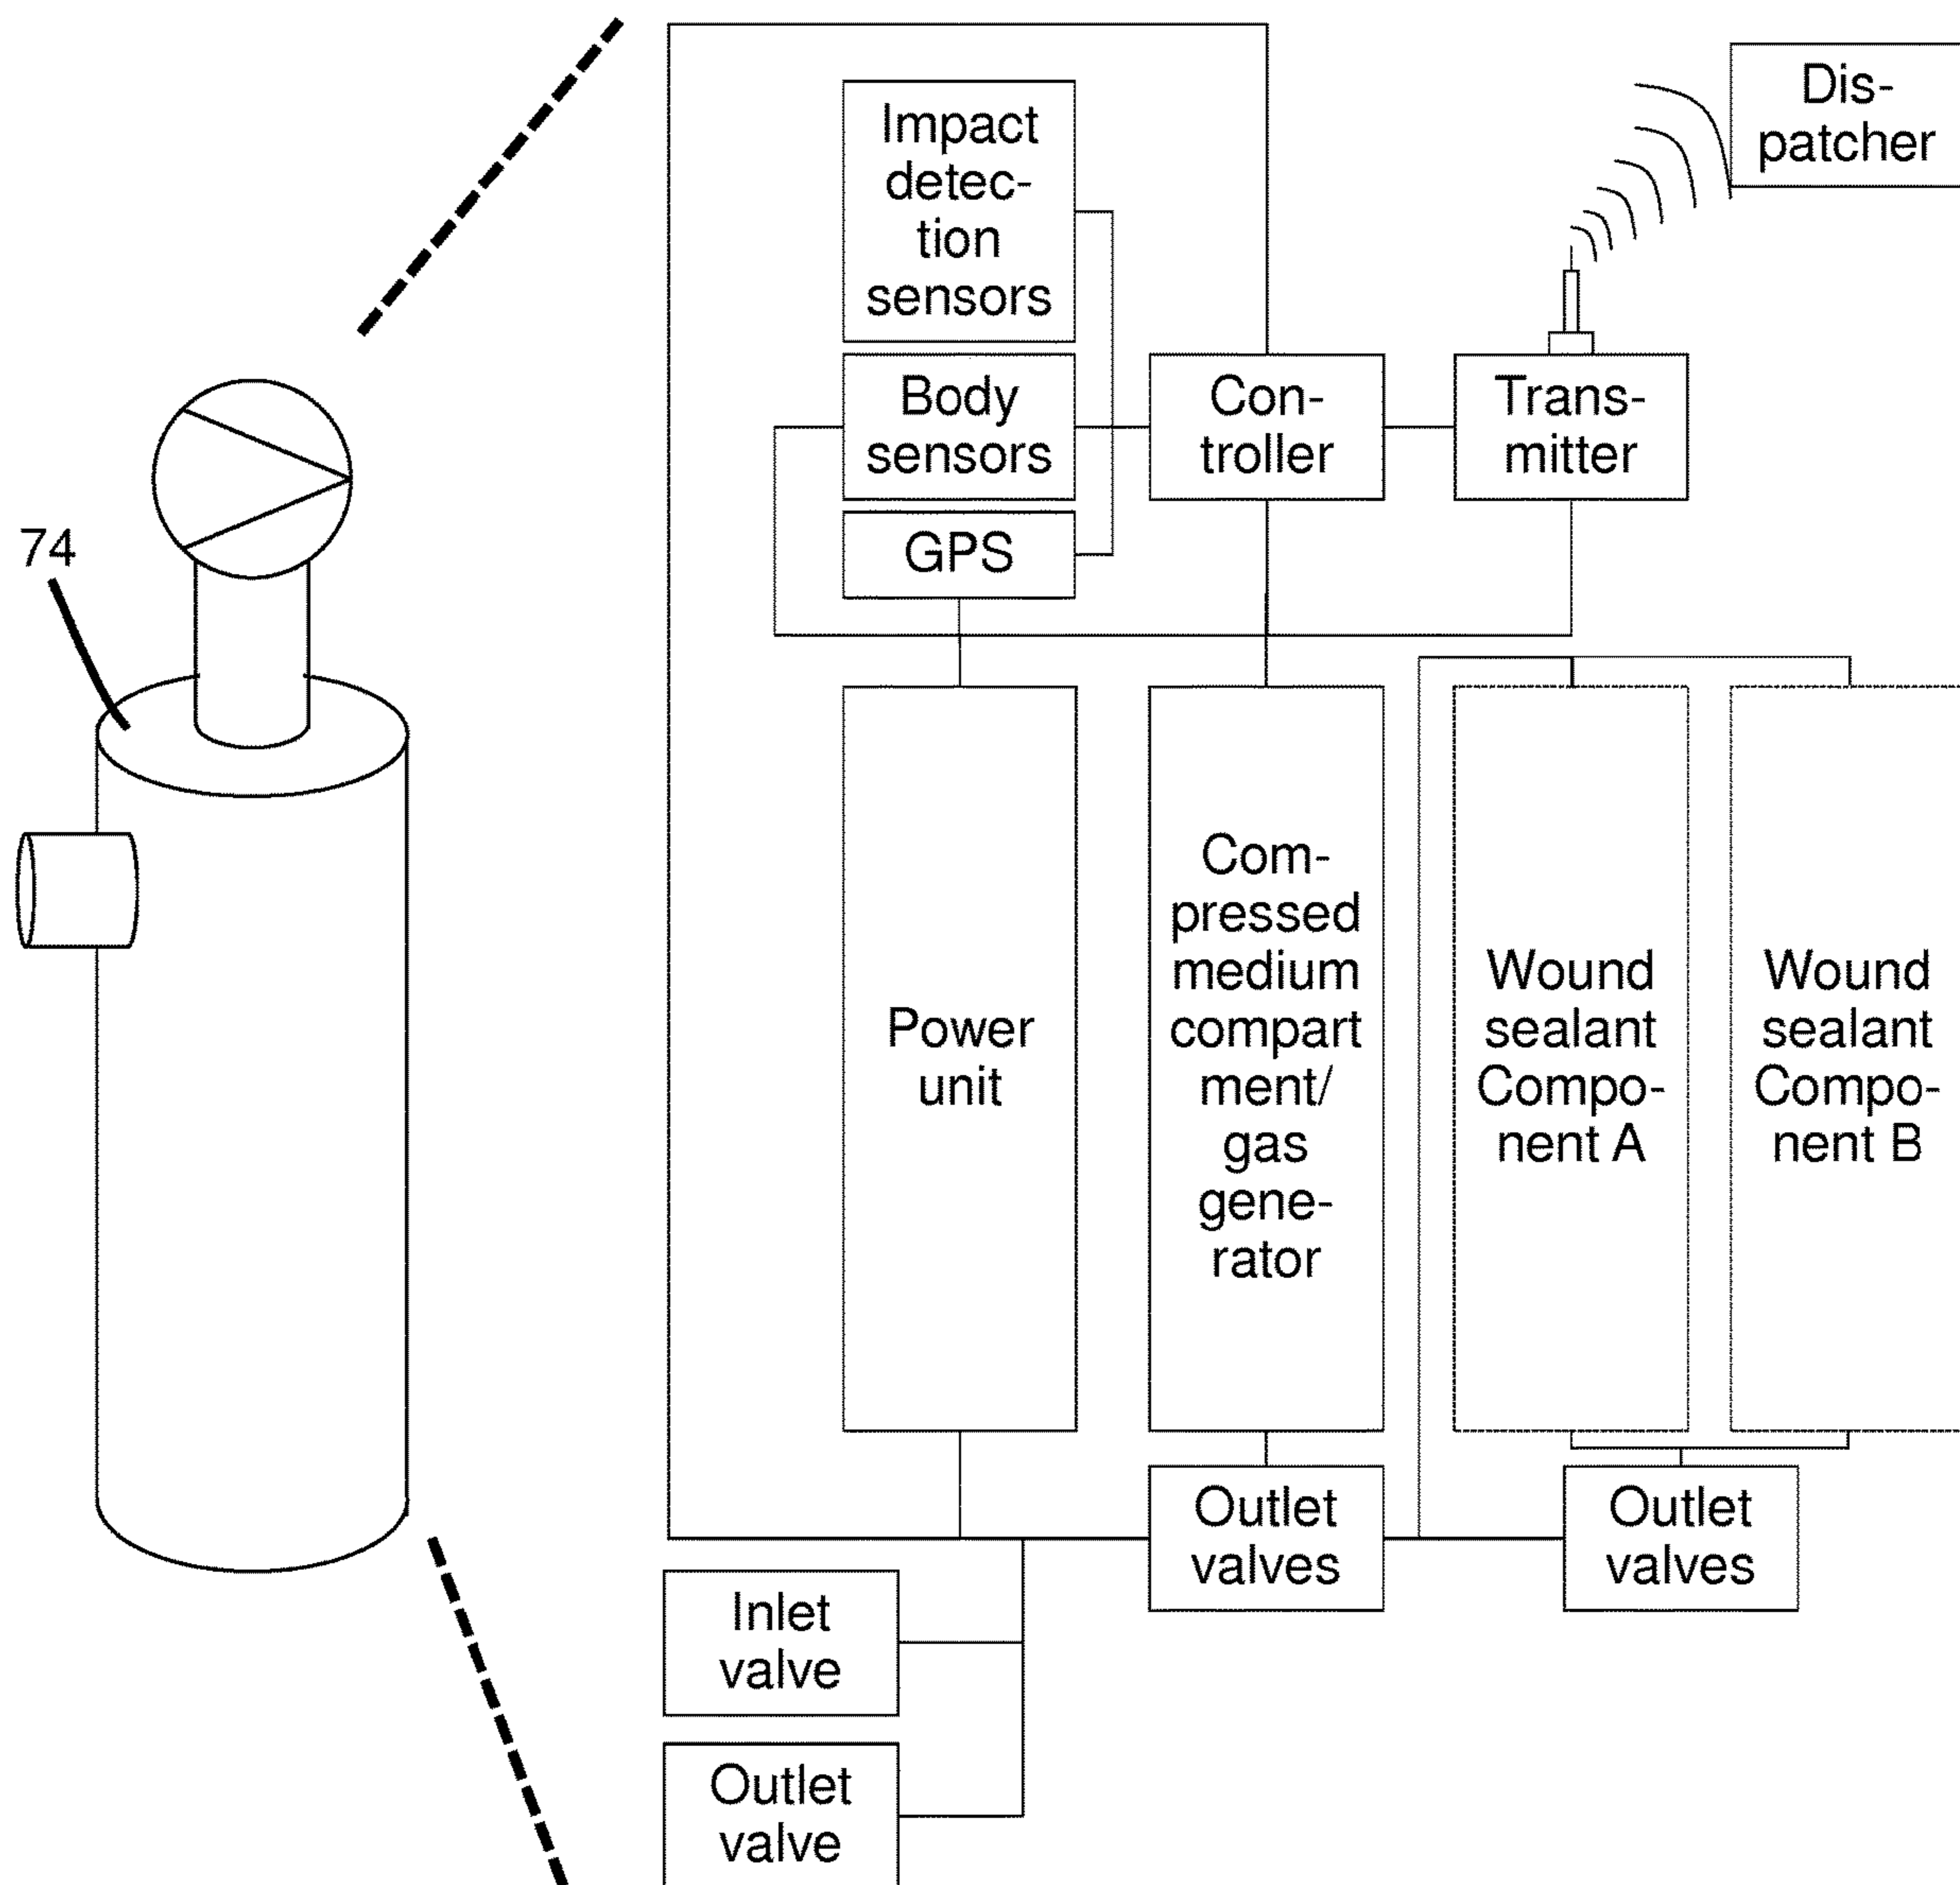 Dis-
patcher
Impact
detec-
tion
sensors
Body
sensors
Con-
troller
Trans-
mitter
74
GPS
Power
unit
Com-
pressed
medium
compart
ment/
gas
gene-
rator
Wound
sealant
Compo-
nent A
Wound
sealant
Compo-
nent B
Outlet
valves
Outlet
valves
Inlet
valve
Outlet
valve